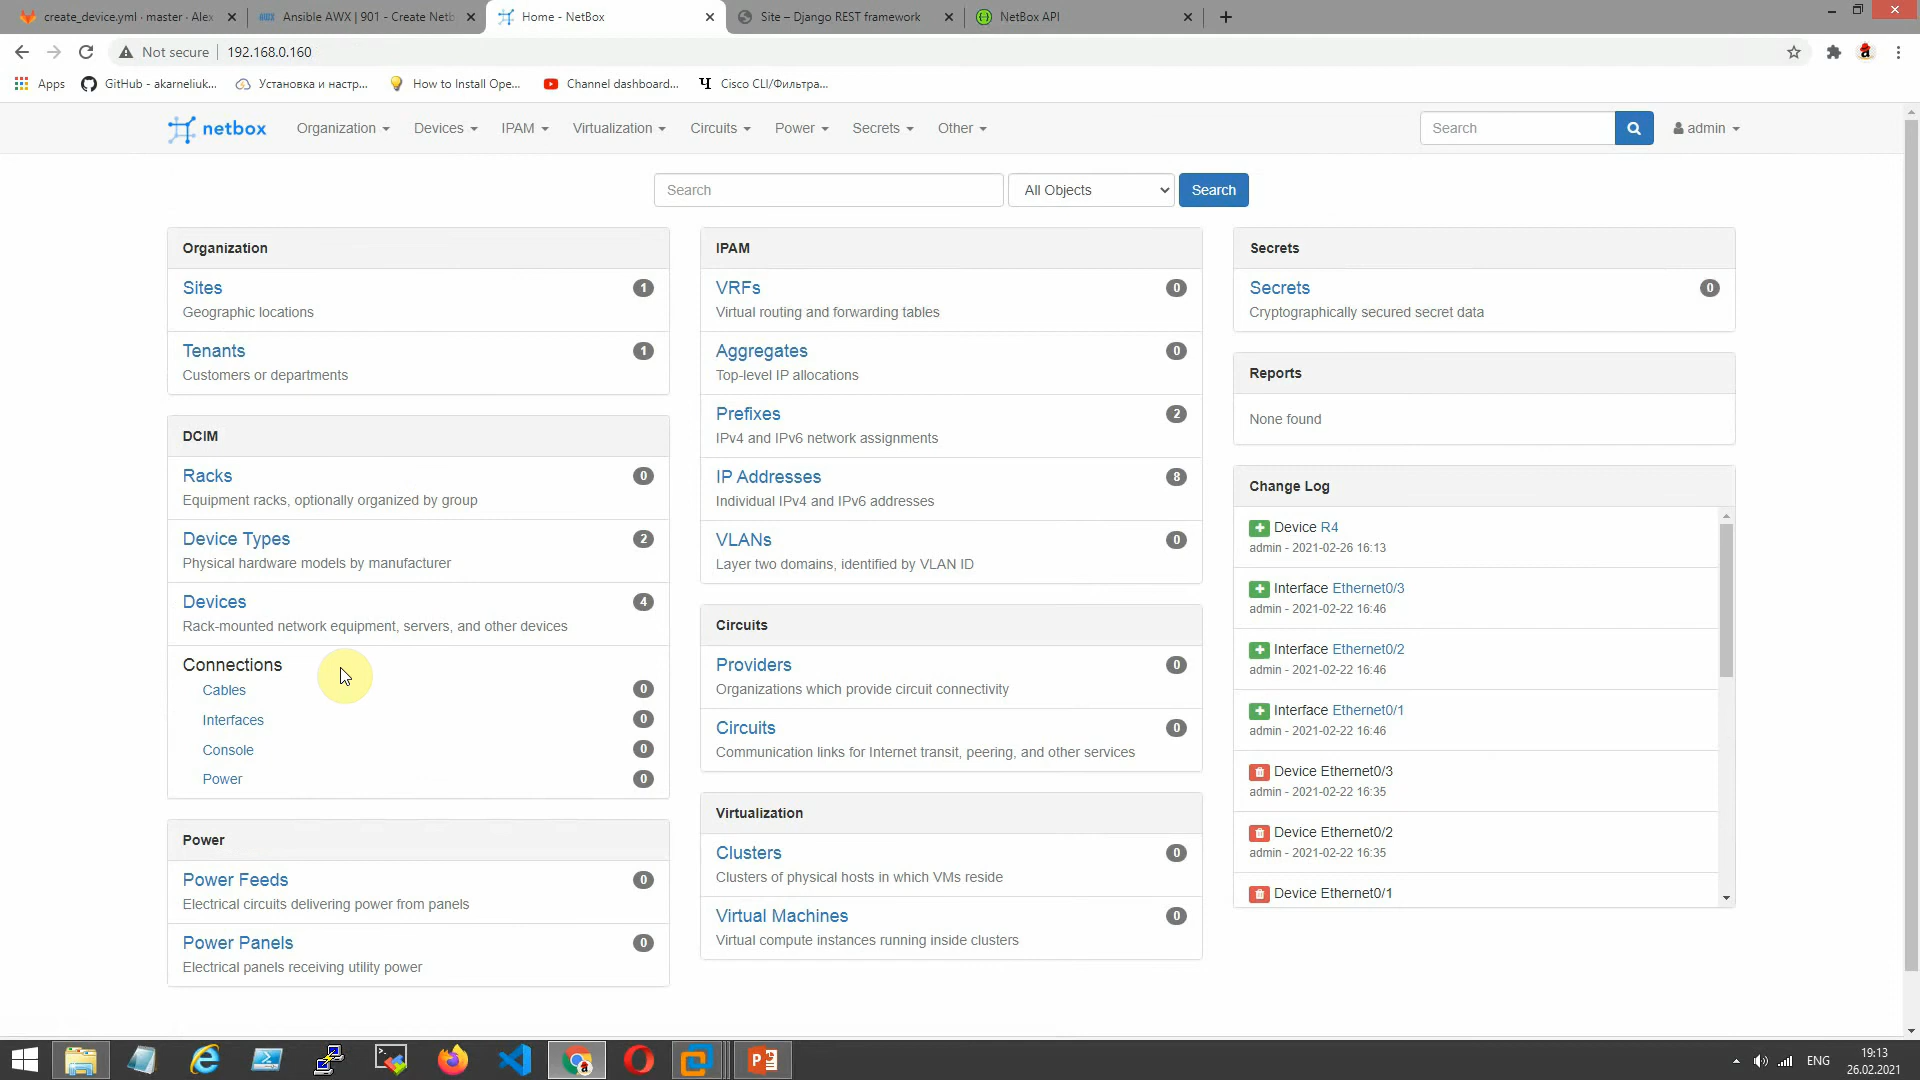 create_device.yml · master · Alex
Ansible AWX | 901 - Create Netb
Home - NetBox
Site – Django REST framework
NetBox API
Not secure
192.168.0.160
Apps
GitHub - akarneliuk...
Установка и настр...
How to Install Ope...
Channel dashboard...
Cisco CLI/Фильтра...
netbox
Organization
Devices
IPAM
Virtualization
Circuits
Power
Secrets
Other
Search
admin
Search
All Objects
Search
Organization
Sites
1
Geographic locations
Tenants
1
Customers or departments
DCIM
Racks
0
Equipment racks, optionally organized by group
Device Types
2
Physical hardware models by manufacturer
Devices
4
Rack-mounted network equipment, servers, and other devices
Connections
Cables
0
Interfaces
0
Console
0
Power
0
Power
Power Feeds
0
Electrical circuits delivering power from panels
Power Panels
0
Electrical panels receiving utility power
IPAM
VRFs
0
Virtual routing and forwarding tables
Aggregates
0
Top-level IP allocations
Prefixes
2
IPv4 and IPv6 network assignments
IP Addresses
8
Individual IPv4 and IPv6 addresses
VLANs
0
Layer two domains, identified by VLAN ID
Circuits
Providers
0
Organizations which provide circuit connectivity
Circuits
0
Communication links for Internet transit, peering, and other services
Virtualization
Clusters
0
Clusters of physical hosts in which VMs reside
Virtual Machines
0
Virtual compute instances running inside clusters
Secrets
Secrets
0
Cryptographically secured secret data
Reports
None found
Change Log
Device R4
admin - 2021-02-26 16:13
Interface Ethernet0/3
admin - 2021-02-22 16:46
Interface Ethernet0/2
admin - 2021-02-22 16:46
Interface Ethernet0/1
admin - 2021-02-22 16:46
Device Ethernet0/3
admin - 2021-02-22 16:35
Device Ethernet0/2
admin - 2021-02-22 16:35
Device Ethernet0/1
ENG
19:13
26.02.2021